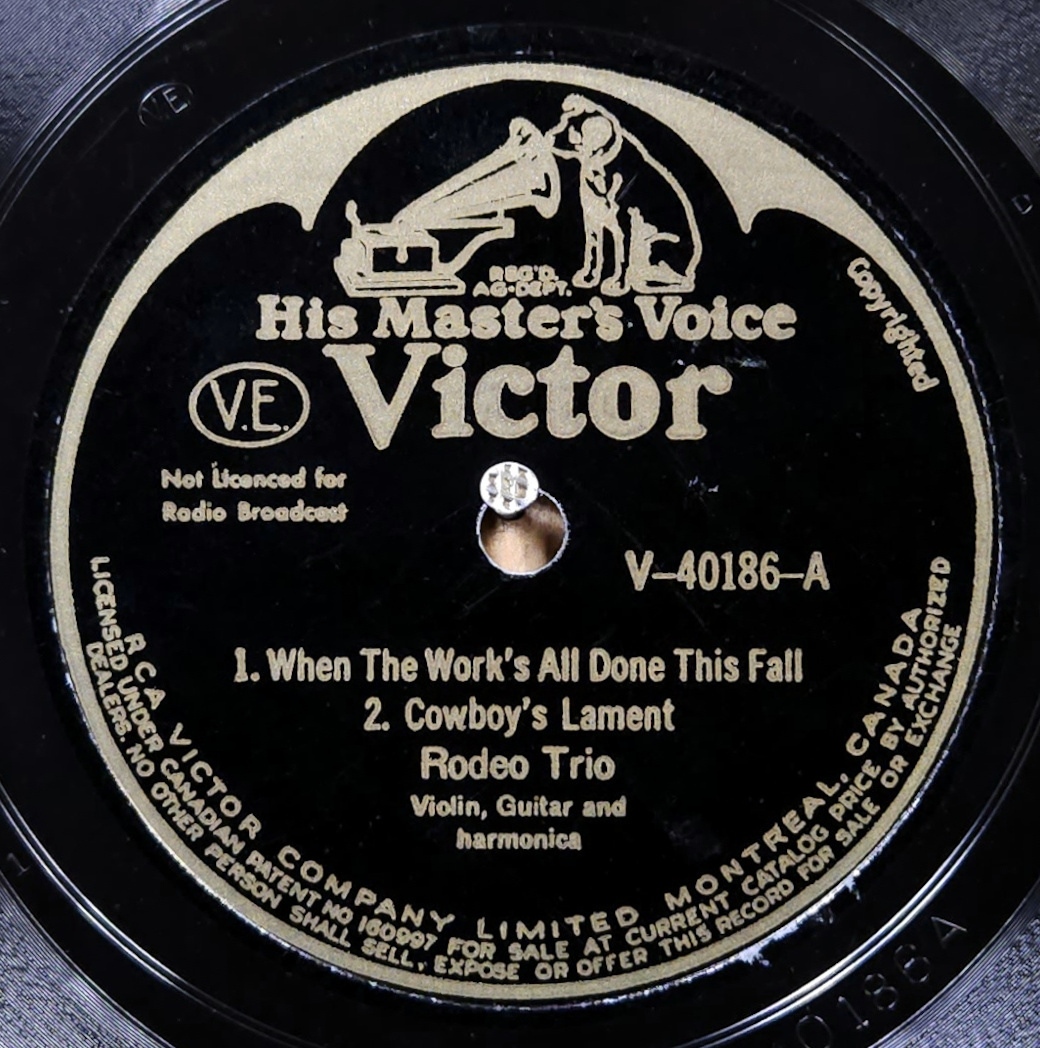 VE
D
REG'D.
AG-DEPT.
His Master's Voice
Victor
Copyrighted
V.E.
Not Licenced for
Radio Broadcast
V-40186-A
1. When The Work's All Done This Fall
2. Cowboy's Lament
Rodeo Trio
Violin, Guitar and
harmonica
RCA VICTOR COMPANY LIMITED MONTREAL, CANADA
LICENSED UNDER CANADIAN PATENT NO 160997 FOR SALE AT CURRENT CATALOG PRICE BY AUTHORIZED
DEALERS. NO OTHER PERSON SHALL SELL, EXPOSE OR OFFER THIS RECORD FOR SALE OR EXCHANGE
0186A